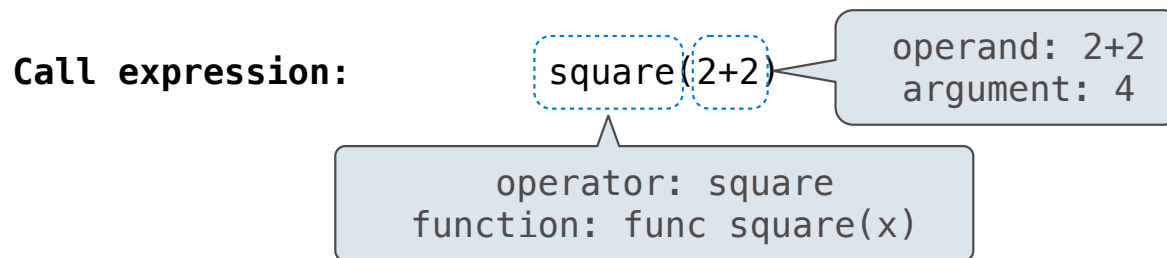 Call expression:
square(2+2)
operand: 2+2
argument: 4
operator: square
function: func square(x)